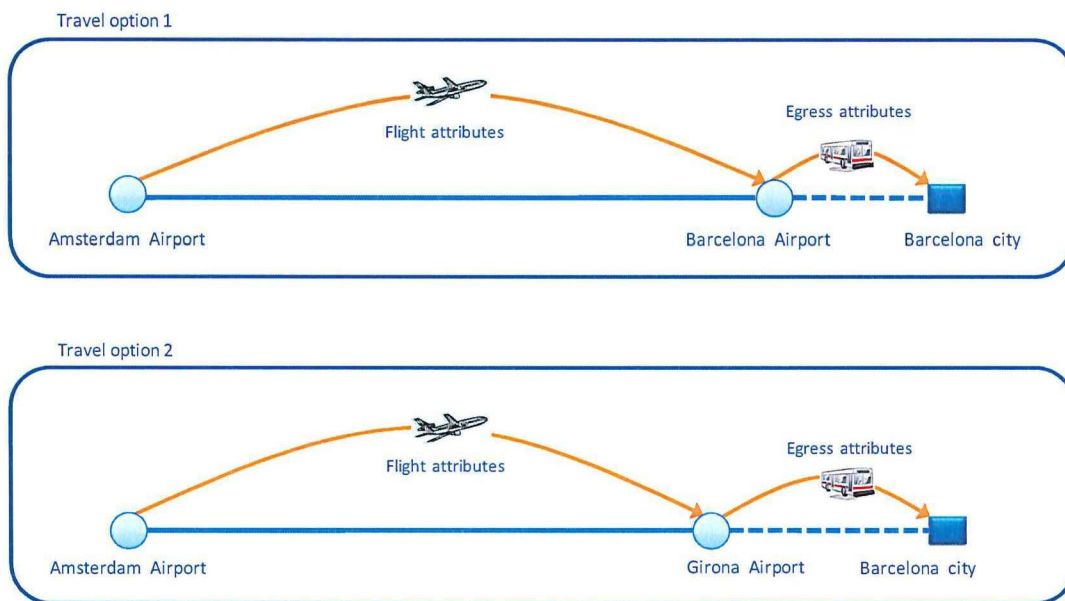 Travel option 1
Flight attributes
Egress attributes
Amsterdam Airport
Barcelona Airport
Barcelona city
Travel option 2
Flight attributes
Egress attributes
Amsterdam Airport
Girona Airport
Barcelona city